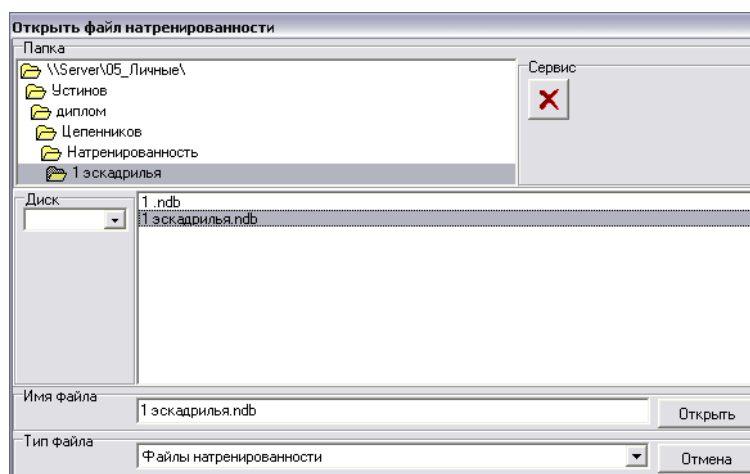 Открыть файл натренированности
Папка
\\Server\05_Личные\
Устинов
диплом
Цепенников
Натренированность
1 эскадрилья
Сервис
Диск
1 .ndb
1 эскадрилья.ndb
Имя файла
1 эскадрилья.ndb
Открыть
Тип файла
Файлы натренированности
Отмена